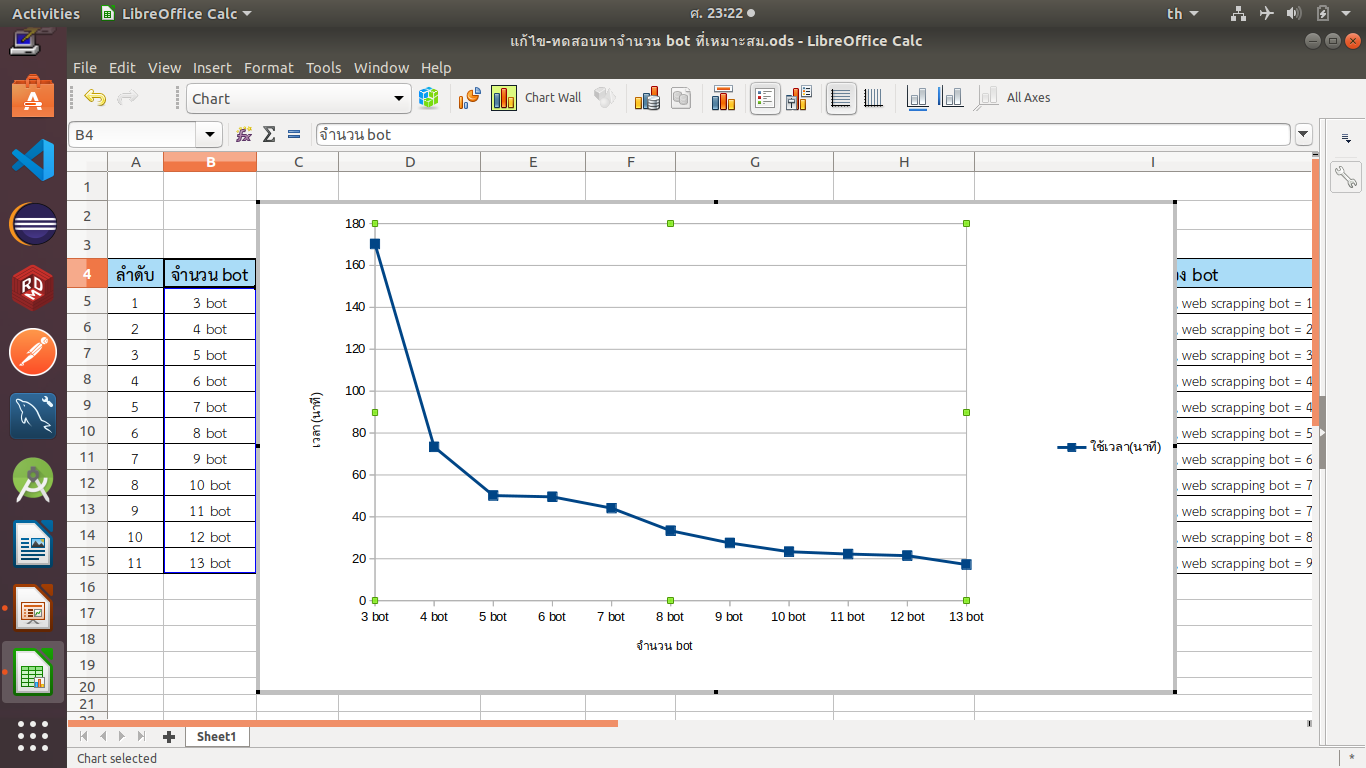 Activities LibreOffice Calc ศ. 23:22 th
แก้ไข-ทดสอบหาจำนวน bot ที่เหมาะสม.ods - LibreOffice Calc
File Edit View Insert Format Tools Window Help
Chart Chart Wall All Axes
B4 จำนวน bot
A B C D E F G H I
1
2
3
4 ลำดับ จำนวน bot bot
5 1 3 bot web scrapping bot = 1
6 2 4 bot web scrapping bot = 2
7 3 5 bot web scrapping bot = 3
8 4 6 bot web scrapping bot = 4
9 5 7 bot web scrapping bot = 4
10 6 8 bot web scrapping bot = 5
11 7 9 bot web scrapping bot = 6
12 8 10 bot web scrapping bot = 7
13 9 11 bot web scrapping bot = 7
14 10 12 bot web scrapping bot = 8
15 11 13 bot web scrapping bot = 9
16
17
18
19
20
21
22
180
160
140
120
100
80
60
40
20
0
เวลา (นาที)
3 bot 4 bot 5 bot 6 bot 7 bot 8 bot 9 bot 10 bot 11 bot 12 bot 13 bot
จำนวน bot
ใช้เวลา(นาที)
Sheet1
Chart selected